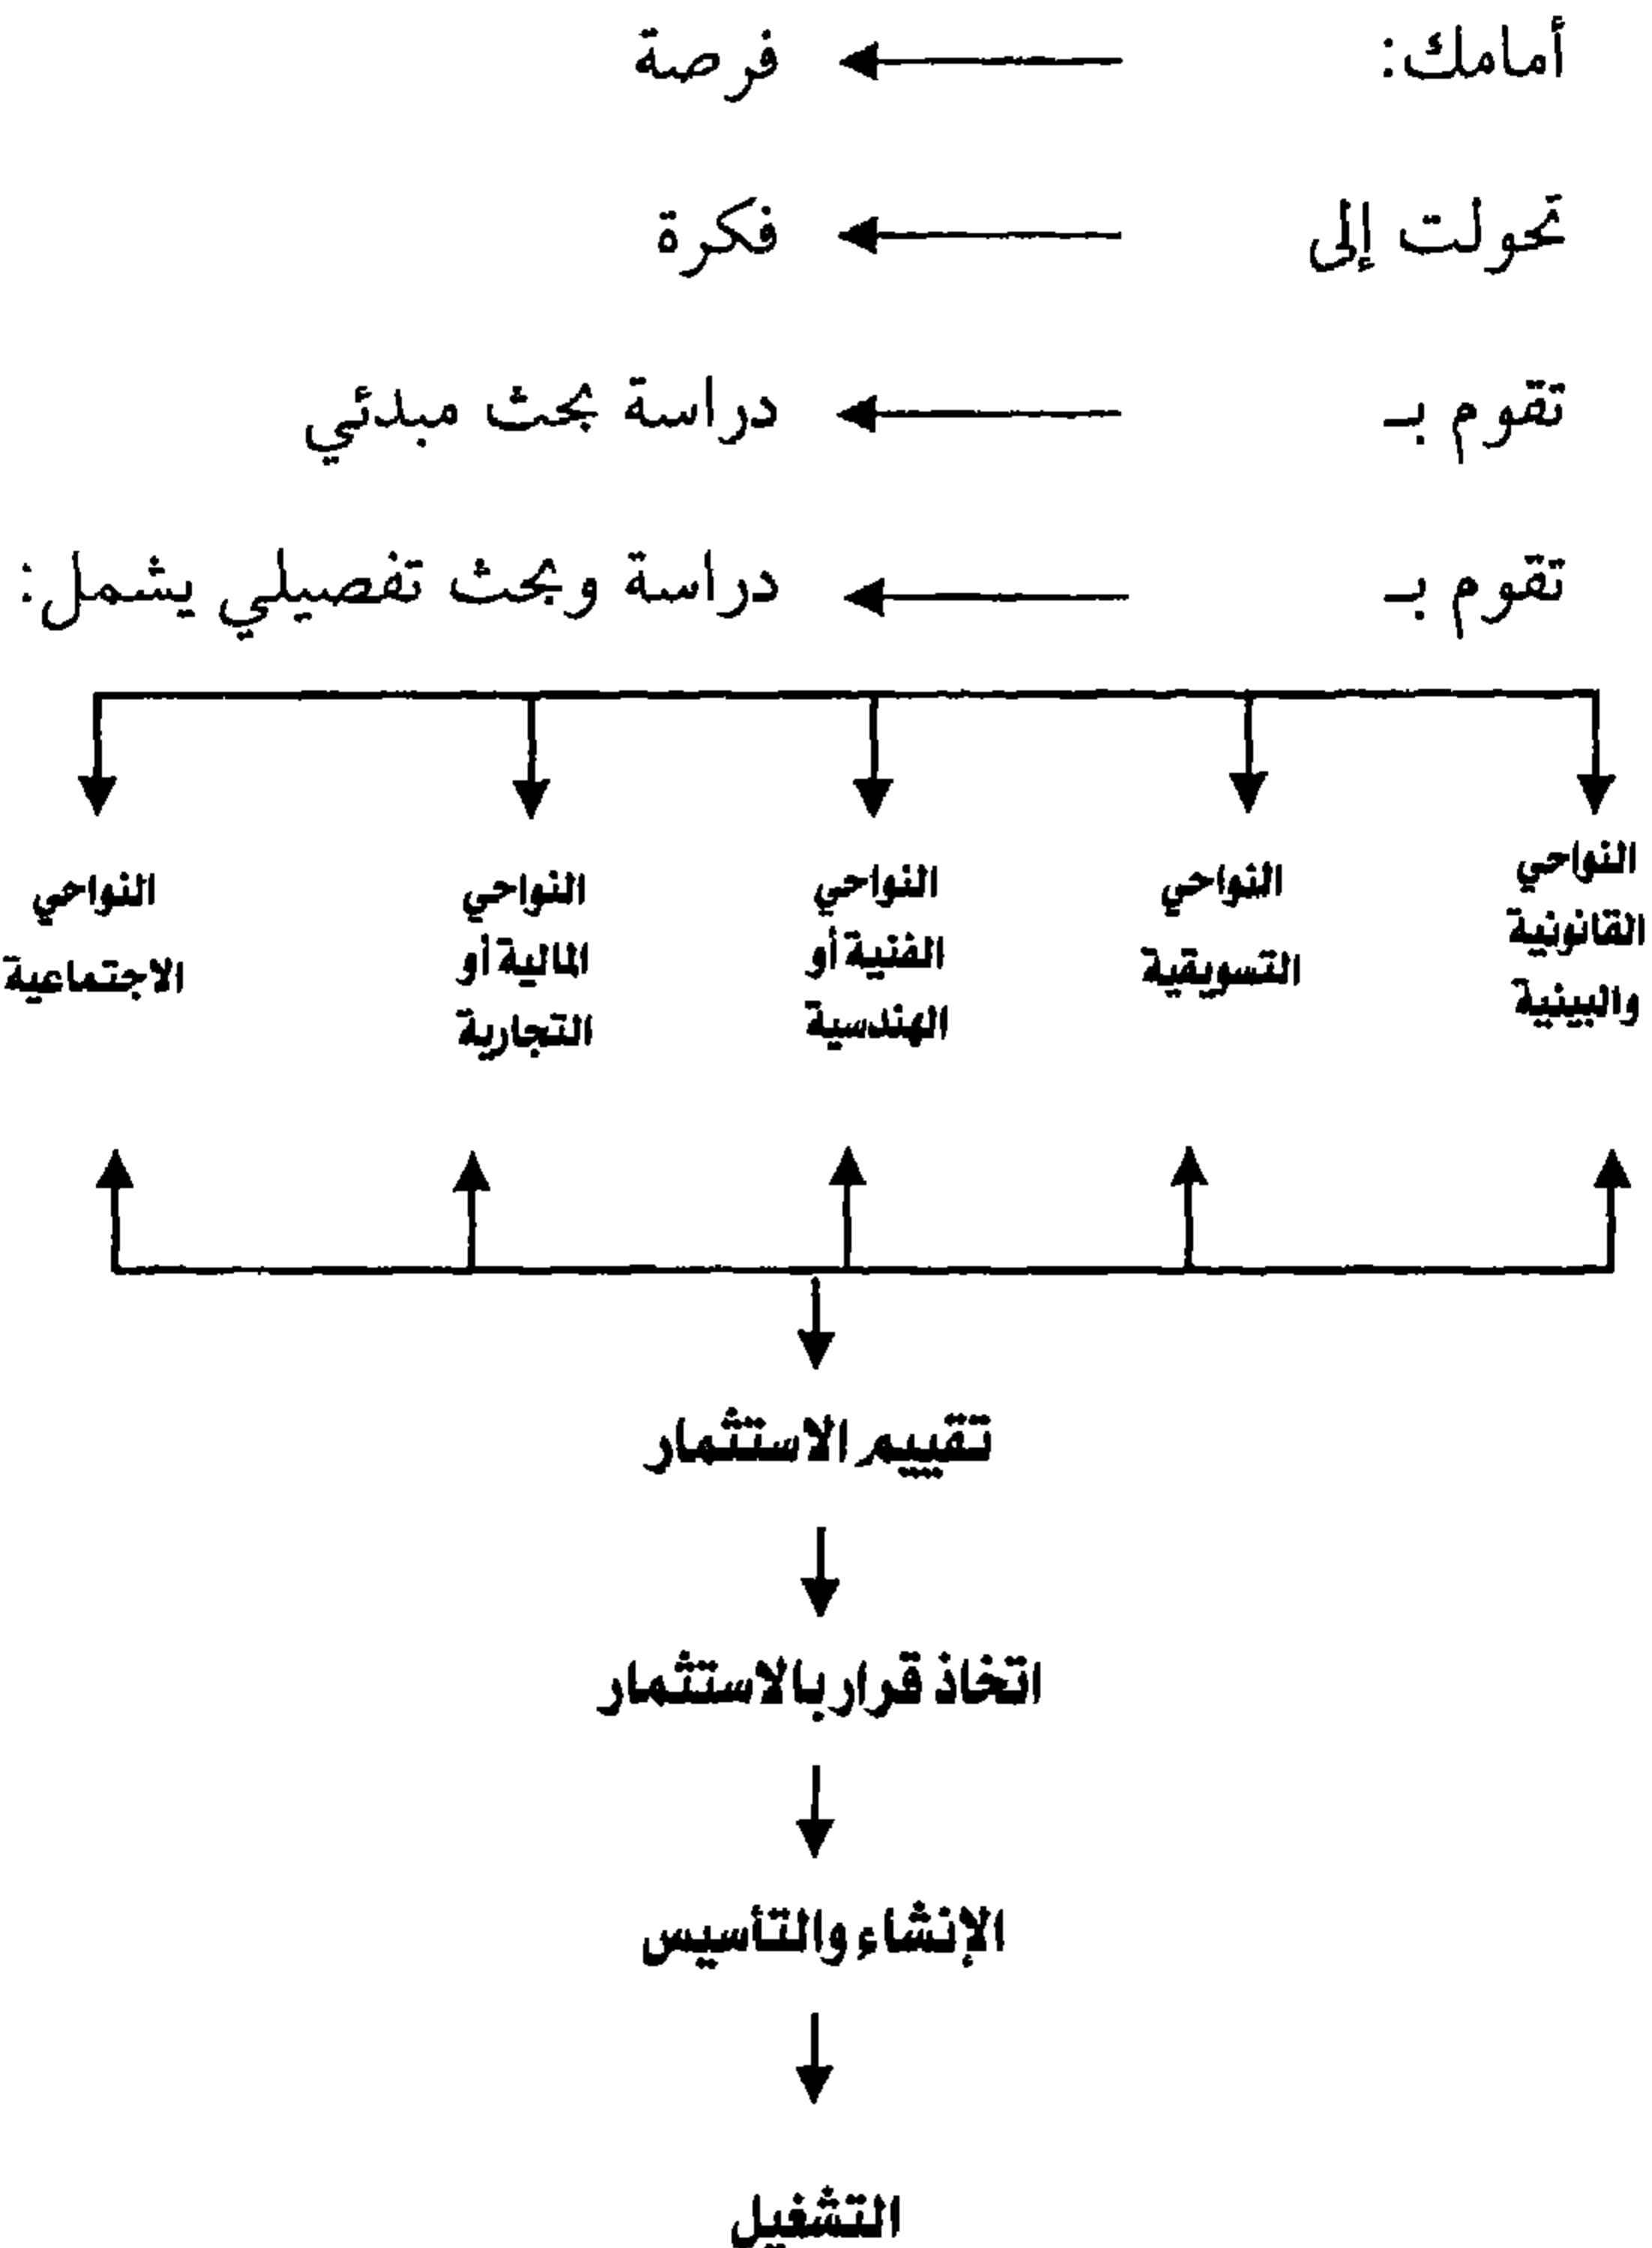 أمامك: فرصة
تحولت إلى فكرة
تقوم بـ دراسة بحث مبدئي
تقوم بـ دراسة وبحث تفصيلي يشمل:
النواحي
القانونية
والبيئية
النواحي
التسويقية
النواحي
الفنية أو
الهندسية
النواحي
المالية أو
التجارية
النواحي
الاجتماعية
تقييم الاستثمار
اتخاذ قرار بالاستثمار
الإنشاء والتأسيس
التشغيل